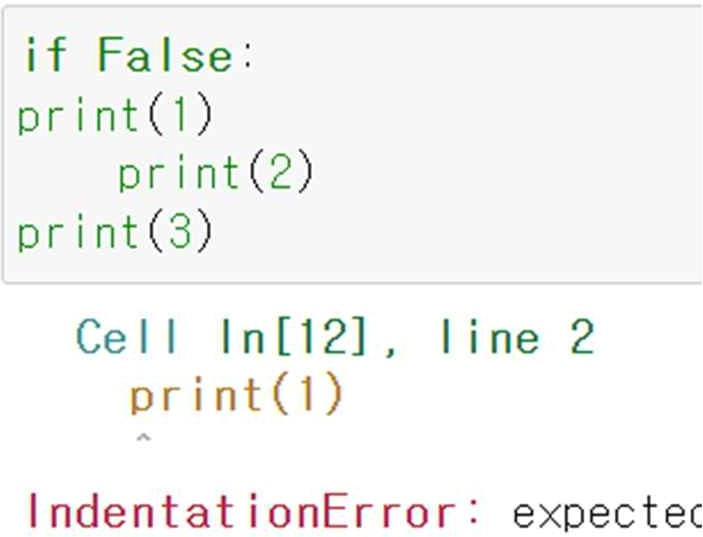 if False:
print(1)
    print(2)
print(3)
Cell In[12], line 2
print(1)
^
IndentationError: expected